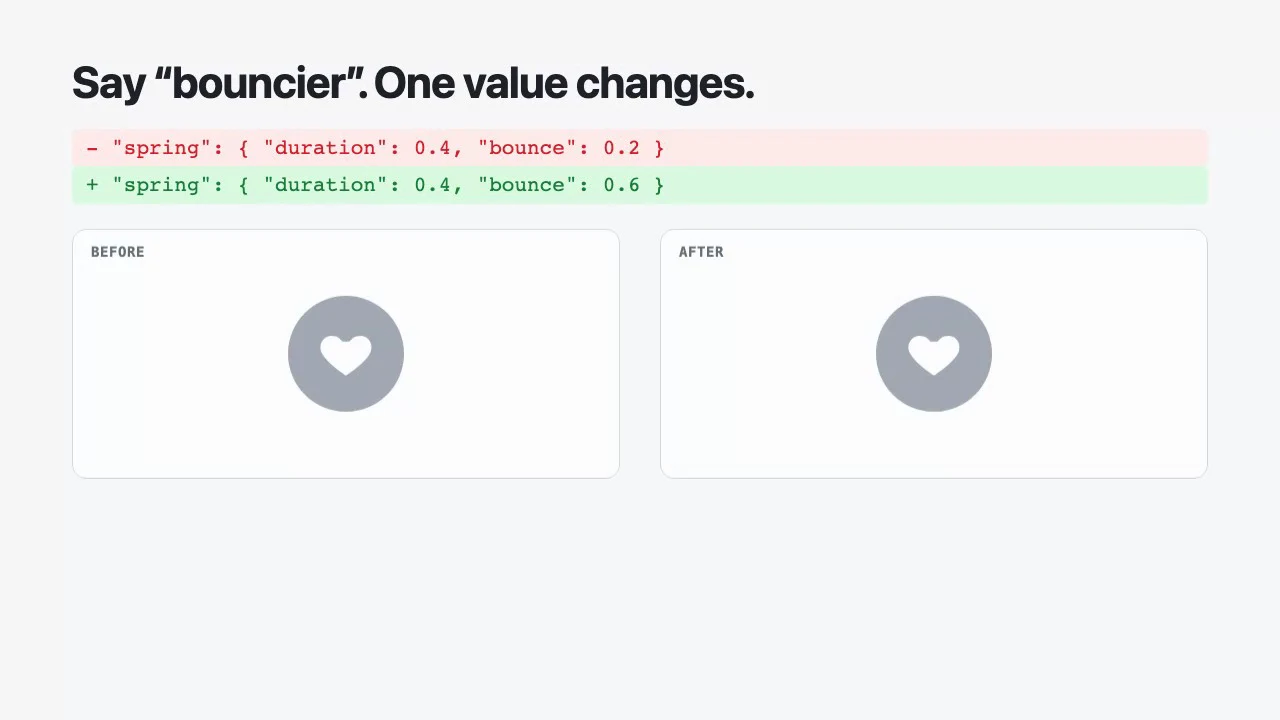 Say “bouncier”. One value changes.
- "spring": { "duration": 0.4, "bounce": 0.2 }
+ "spring": { "duration": 0.4, "bounce": 0.6 }
BEFORE
AFTER